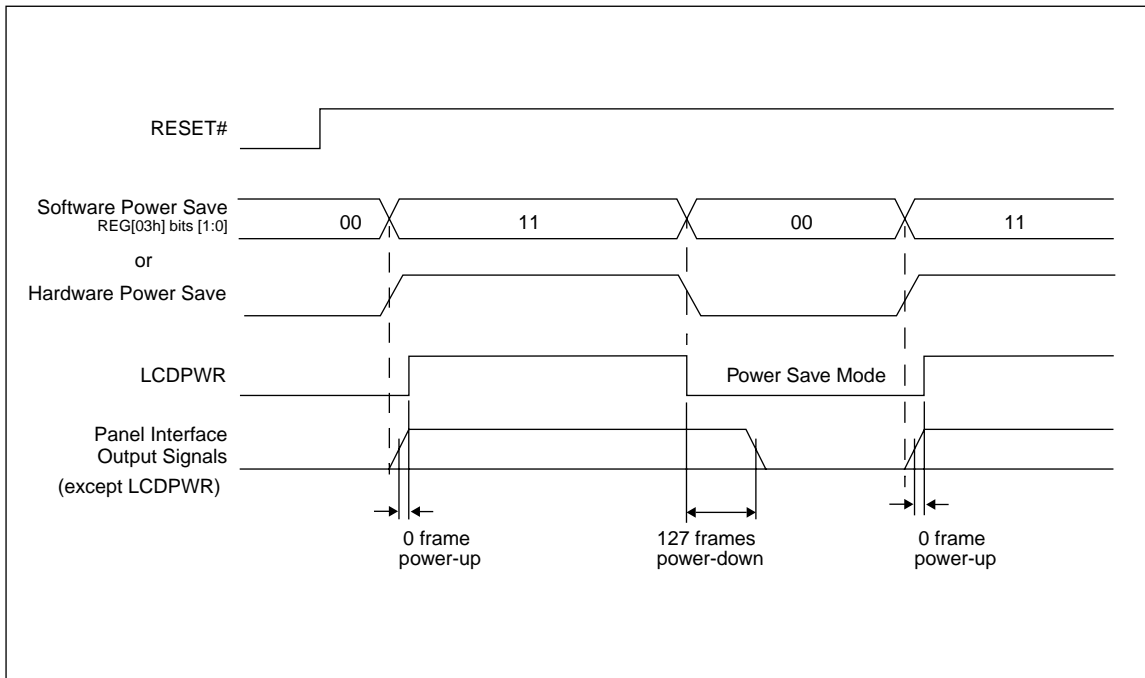 RESET#
Software Power Save
REG[03h] bits [1:0]
00
11
00
11
or
Hardware Power Save
LCDPWR
Power Save Mode
Panel Interface
Output Signals
(except LCDPWR)
0 frame
power-up
127 frames
power-down
0 frame
power-up